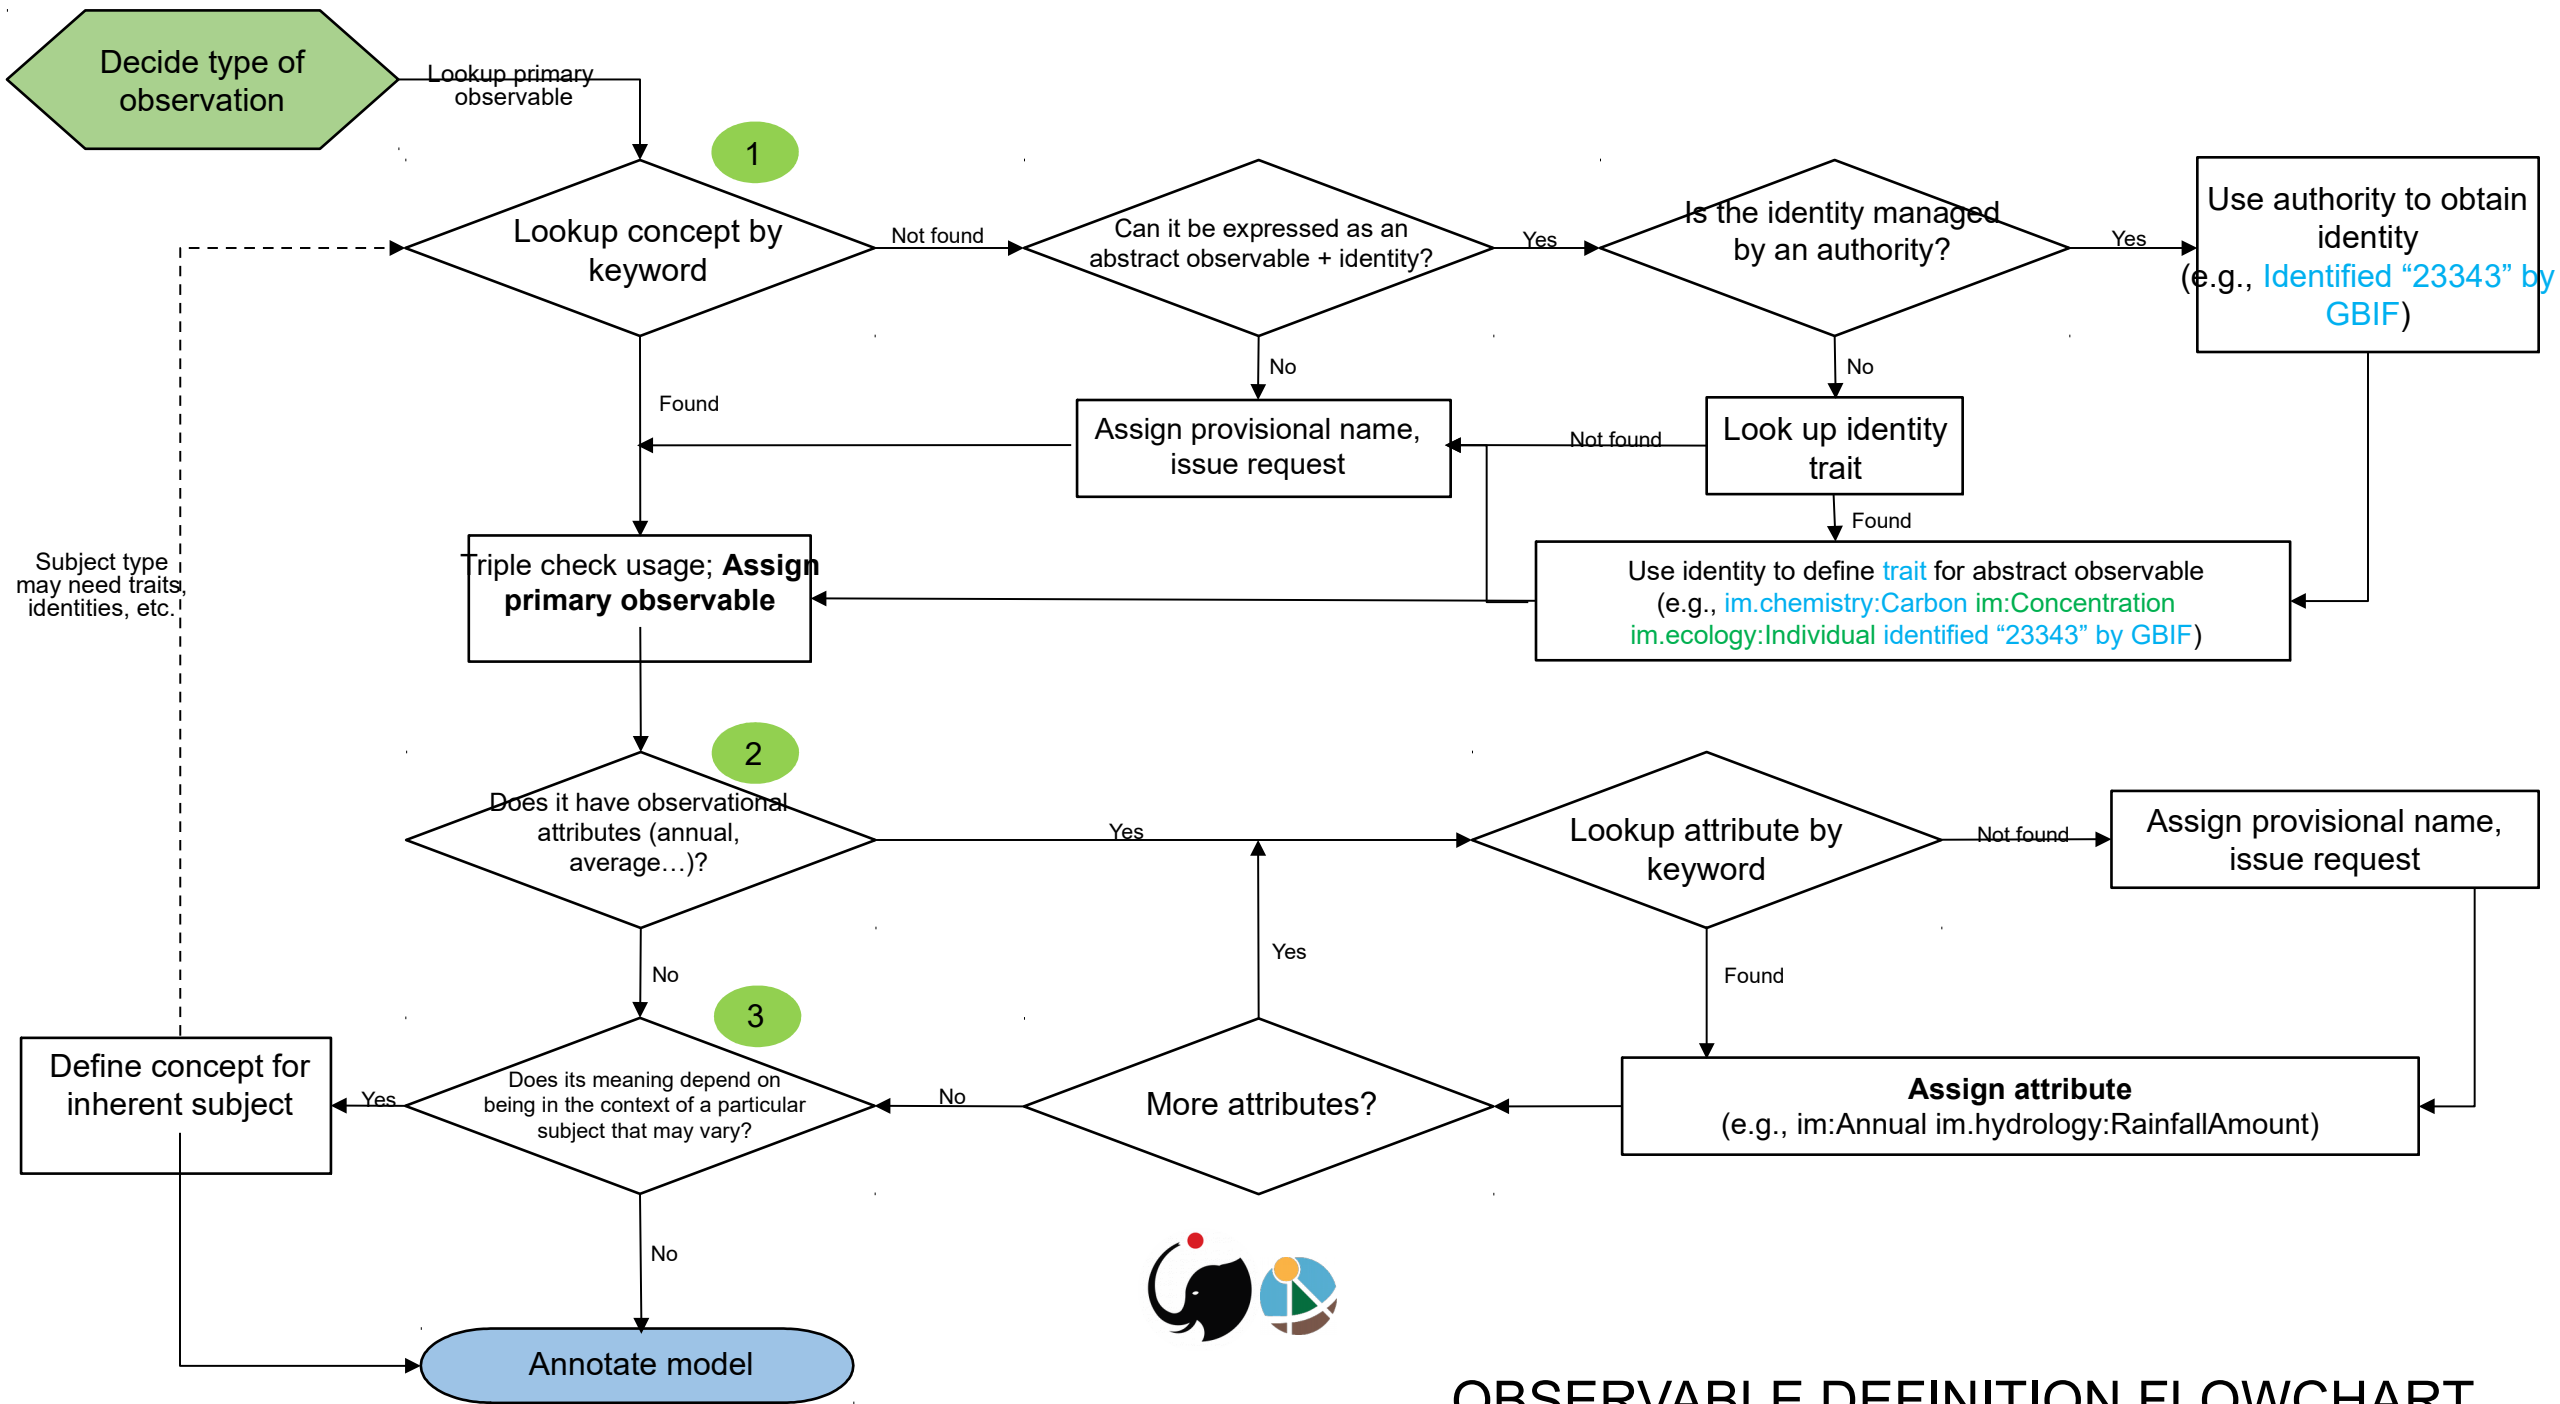 Decide type of
observation
Lookup primary
observable
1
Lookup concept by
keyword
Not found
Can it be expressed as an
abstract observable + identity?
Yes
Is the identity managed
by an authority?
Yes
Use authority to obtain
identity
(e.g., Identified “23343” by
GBIF)
Found
No
No
Assign provisional name,
issue request
Not found
Look up identity
trait
Found
Subject type
may need traits,
identities, etc.
Triple check usage; Assign
primary observable
Use identity to define trait for abstract observable
(e.g., im.chemistry:Carbon im:Concentration
im.ecology:Individual identified “23343” by GBIF)
2
Does it have observational
attributes (annual,
average…)?
Yes
Lookup attribute by
keyword
Not found
Assign provisional name,
issue request
No
Yes
Found
3
Define concept for
inherent subject
Yes
Does its meaning depend on
being in the context of a particular
subject that may vary?
No
More attributes?
Assign attribute
(e.g., im:Annual im.hydrology:RainfallAmount)
No
Annotate model
OBSERVABLE DEFINITION FLOWCHART